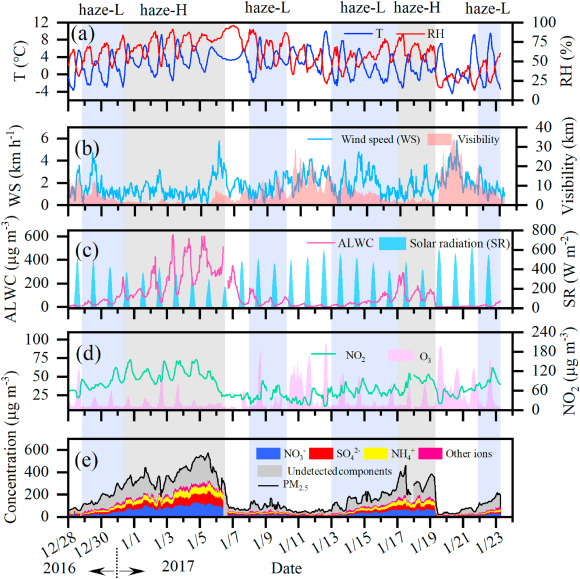 haze-L haze-H haze-L haze-L haze-H haze-L
(a) T RH
T (°C)
12
8
4
0
-4
RH (%)
100
75
50
25
0
(b) Wind speed (WS) Visibility
WS (km h⁻¹)
6
4
2
0
Visibility (km)
40
30
20
10
0
(c) ALWC Solar radiation (SR)
ALWC (μg m⁻³)
600
400
200
0
SR (W m⁻²)
800
600
400
200
0
(d) NO₂ O₃
Concentration (μg m⁻³)
100
75
50
25
NO₂ (μg m⁻³)
240
180
120
60
0
(e) NO₃⁻ SO₄²⁻ NH₄⁺ Other ions
Undetected components
PM₂.₅
600
400
200
0
12/28 12/30 1/1 1/3 1/5 1/7 1/9 1/11 1/13 1/15 1/17 1/19 1/21 1/23
2016 2017 Date